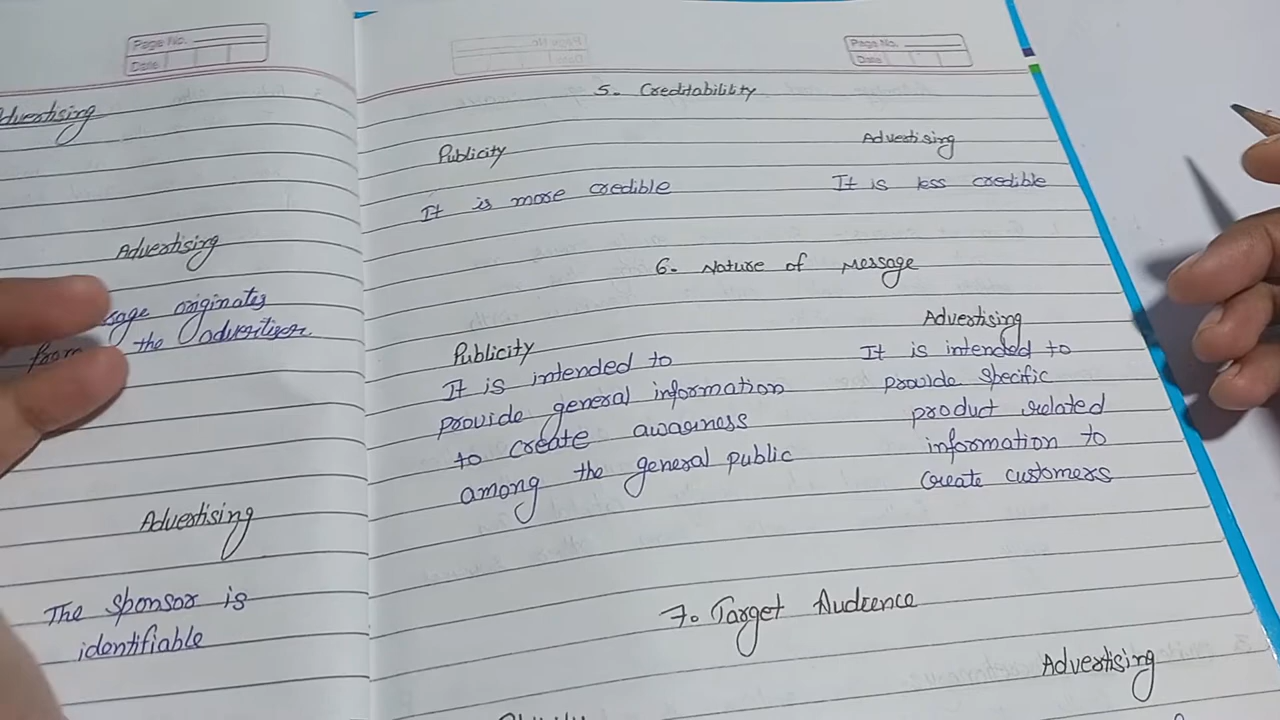 Page No.
Date
Advertising
Advertising
originates
from the advertiser.
Advertising
The sponsor is
identifiable
Page No.
Date
5. Creditability
Publicity Advertising
It is more credible It is less credible
6. Nature of Message
Publicity Advertising
It is intended to It is intended to
provide general information provide specific
to create awarness product related
among the general public information to
create customers
7. Target Audience
Advertising